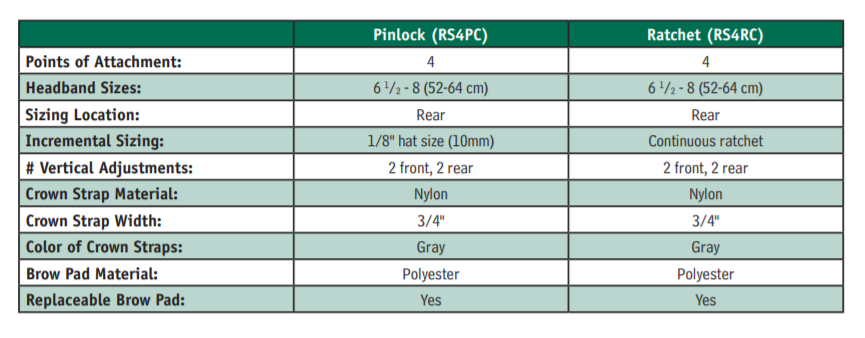 Pinlock (RS4PC) Ratchet (RS4RC)
Points of Attachment: 4 4
Headband Sizes: 6 1/2 - 8 (52-64 cm) 6 1/2 - 8 (52-64 cm)
Sizing Location: Rear Rear
Incremental Sizing: 1/8" hat size (10mm) Continuous ratchet
# Vertical Adjustments: 2 front, 2 rear 2 front, 2 rear
Crown Strap Material: Nylon Nylon
Crown Strap Width: 3/4" 3/4"
Color of Crown Straps: Gray Gray
Brow Pad Material: Polyester Polyester
Replaceable Brow Pad: Yes Yes